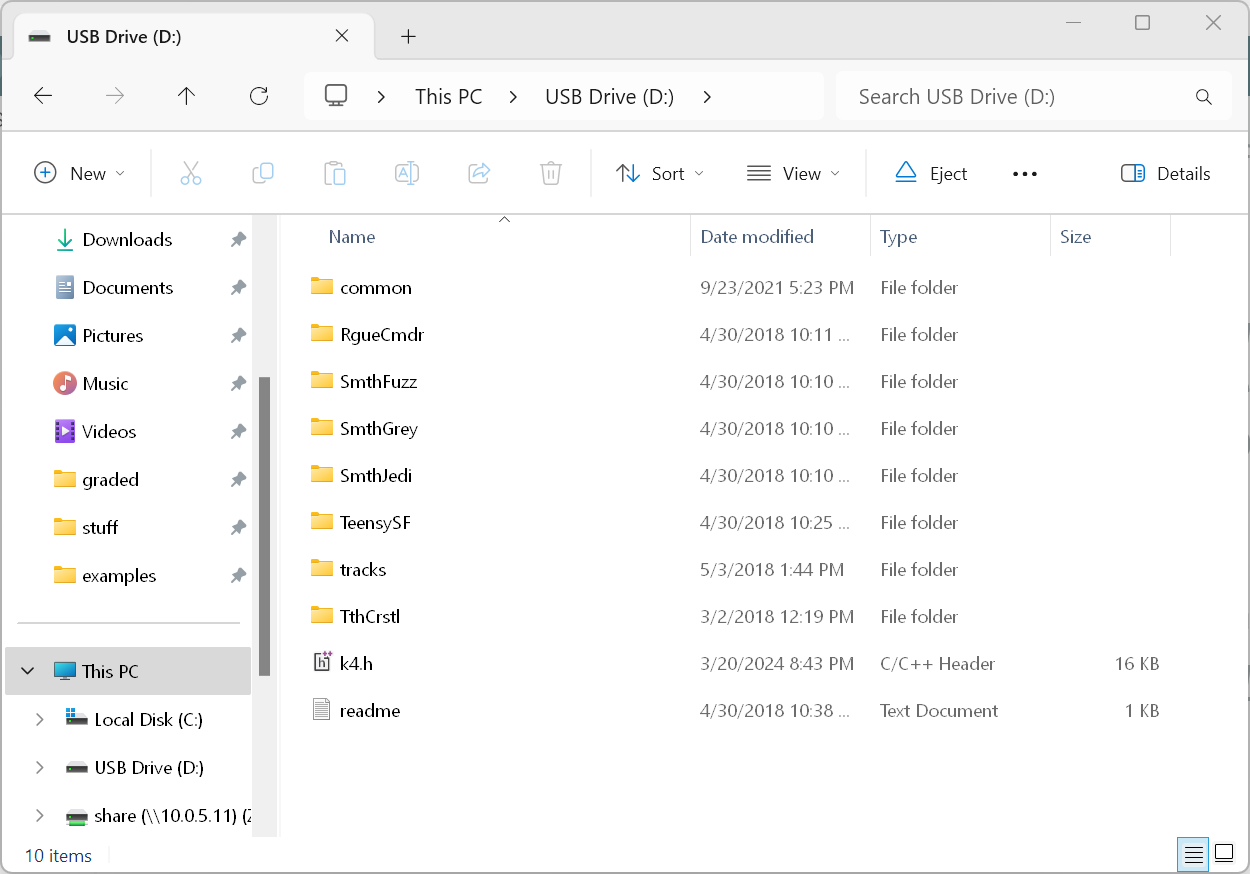 USB Drive (D:)
This PC > USB Drive (D:) > Search USB Drive (D:)
New Sort View Eject ... Details
Downloads
Documents
Pictures
Music
Videos
graded
stuff
examples
This PC
Local Disk (C:)
USB Drive (D:)
share (\\10.0.5.11) (Z
Name Date modified Type Size
common 9/23/2021 5:23 PM File folder
RgueCmdr 4/30/2018 10:11 ... File folder
SmthFuzz 4/30/2018 10:10 ... File folder
SmthGrey 4/30/2018 10:10 ... File folder
SmthJedi 4/30/2018 10:10 ... File folder
TeensySF 4/30/2018 10:25 ... File folder
tracks 5/3/2018 1:44 PM File folder
TthCrstl 3/2/2018 12:19 PM File folder
k4.h 3/20/2024 8:43 PM C/C++ Header 16 KB
readme 4/30/2018 10:38 ... Text Document 1 KB
10 items